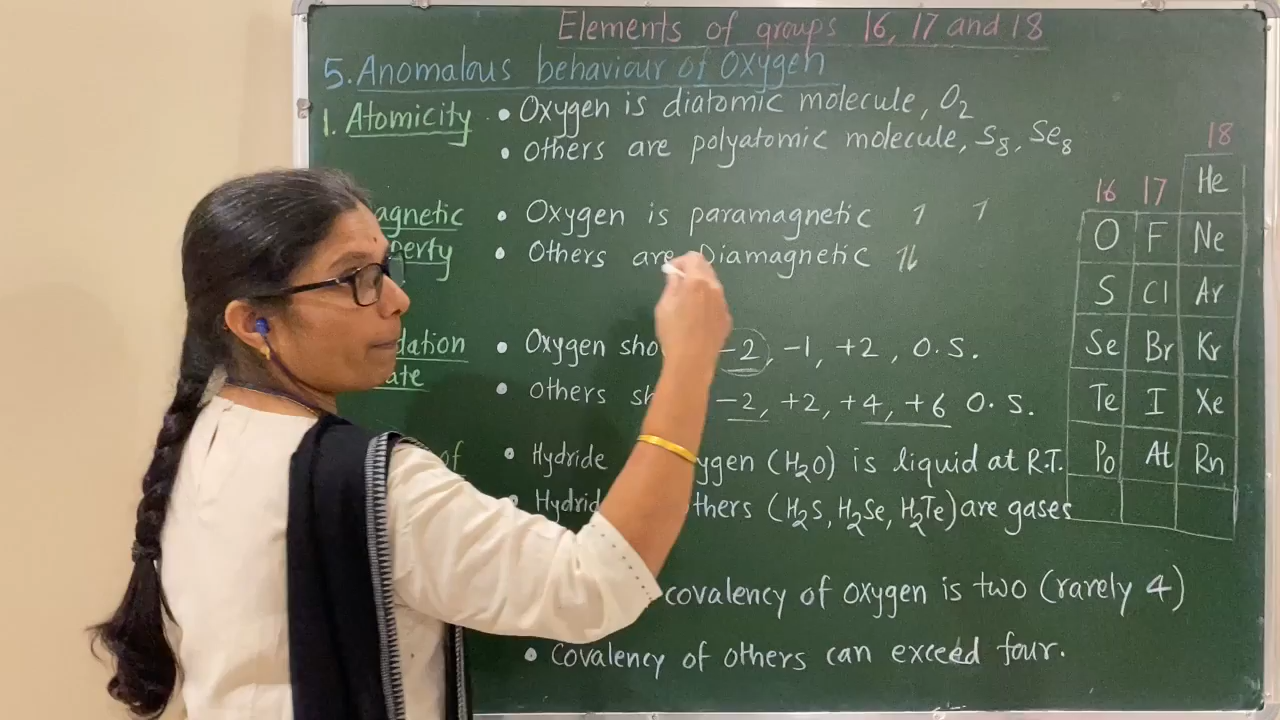 Elements of groups 16, 17 and 18
5. Anomalous behaviour of Oxygen
1. Atomicity • Oxygen is diatomic molecule, O₂
• Others are polyatomic molecule, S₈, Se₈
agnetic • Oxygen is paramagnetic 1 1
perty • Others are Diamagnetic 1⇂
dation • Oxygen sho -2, -1, +2, O.S.
ate • Others sh -2, +2, +4, +6 O.S.
of • Hydride ygen (H₂O) is liquid at R.T.
• Hydrid thers (H₂S, H₂Se, H₂Te) are gases
covalency of oxygen is two (rarely 4)
• Covalency of others can exceed four.
18
16 17 He
O F Ne
S Cl Ar
Se Br Kr
Te I Xe
Po At Rn